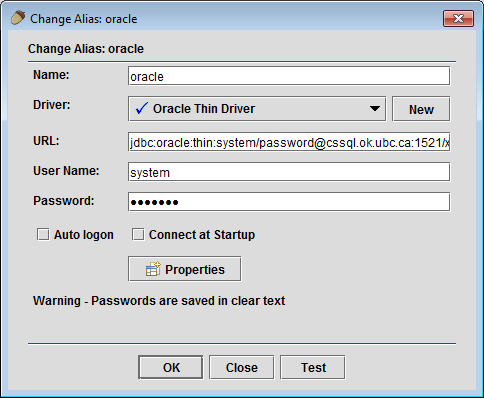 Change Alias: oracle
Change Alias: oracle
Name: oracle
Driver: Oracle Thin Driver New
URL: jdbc:oracle:thin:system/password@cssql.ok.ubc.ca:1521/x
User Name: system
Password: •••••••
Auto logon Connect at Startup
Properties
Warning - Passwords are saved in clear text
OK Close Test